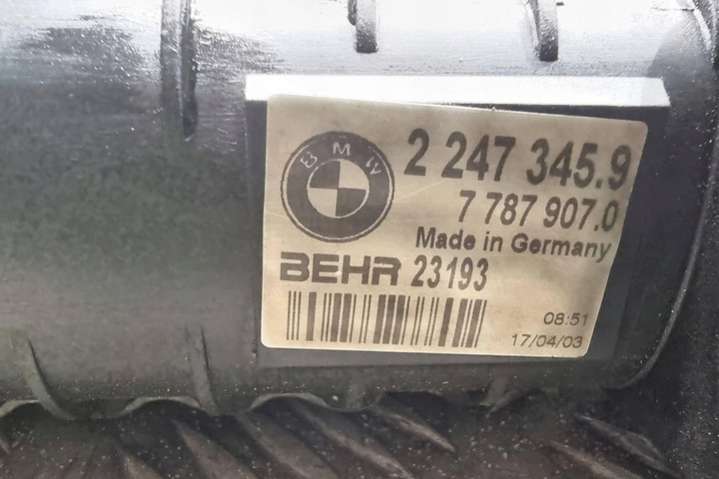 BMW
2 247 345.9
7 787 907.0
Made in Germany
BEHR 23193
08:51
17/04/03